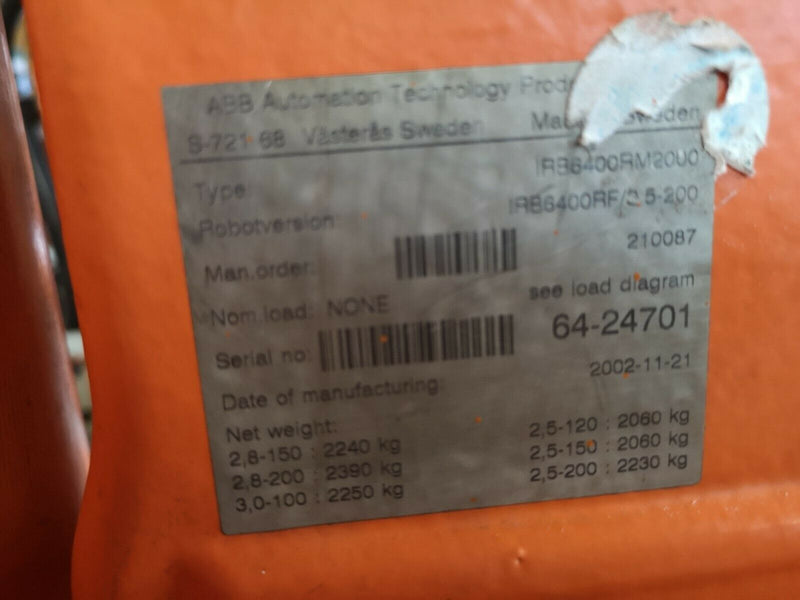 ABB Automation Technology
S-721 68 Västerås Sweden Sweden
Type IRB6400RM2000
Robotversion: IRB6400RF/2.5-200
Man.order: 210087
Nom.load: NONE see load diagram
Serial no: 64-24701
Date of manufacturing: 2002-11-21
Net weight:
2,8-150 : 2240 kg 2,5-120 : 2060 kg
2,8-200 : 2390 kg 2,5-150 : 2060 kg
3,0-100 : 2250 kg 2,5-200 : 2230 kg